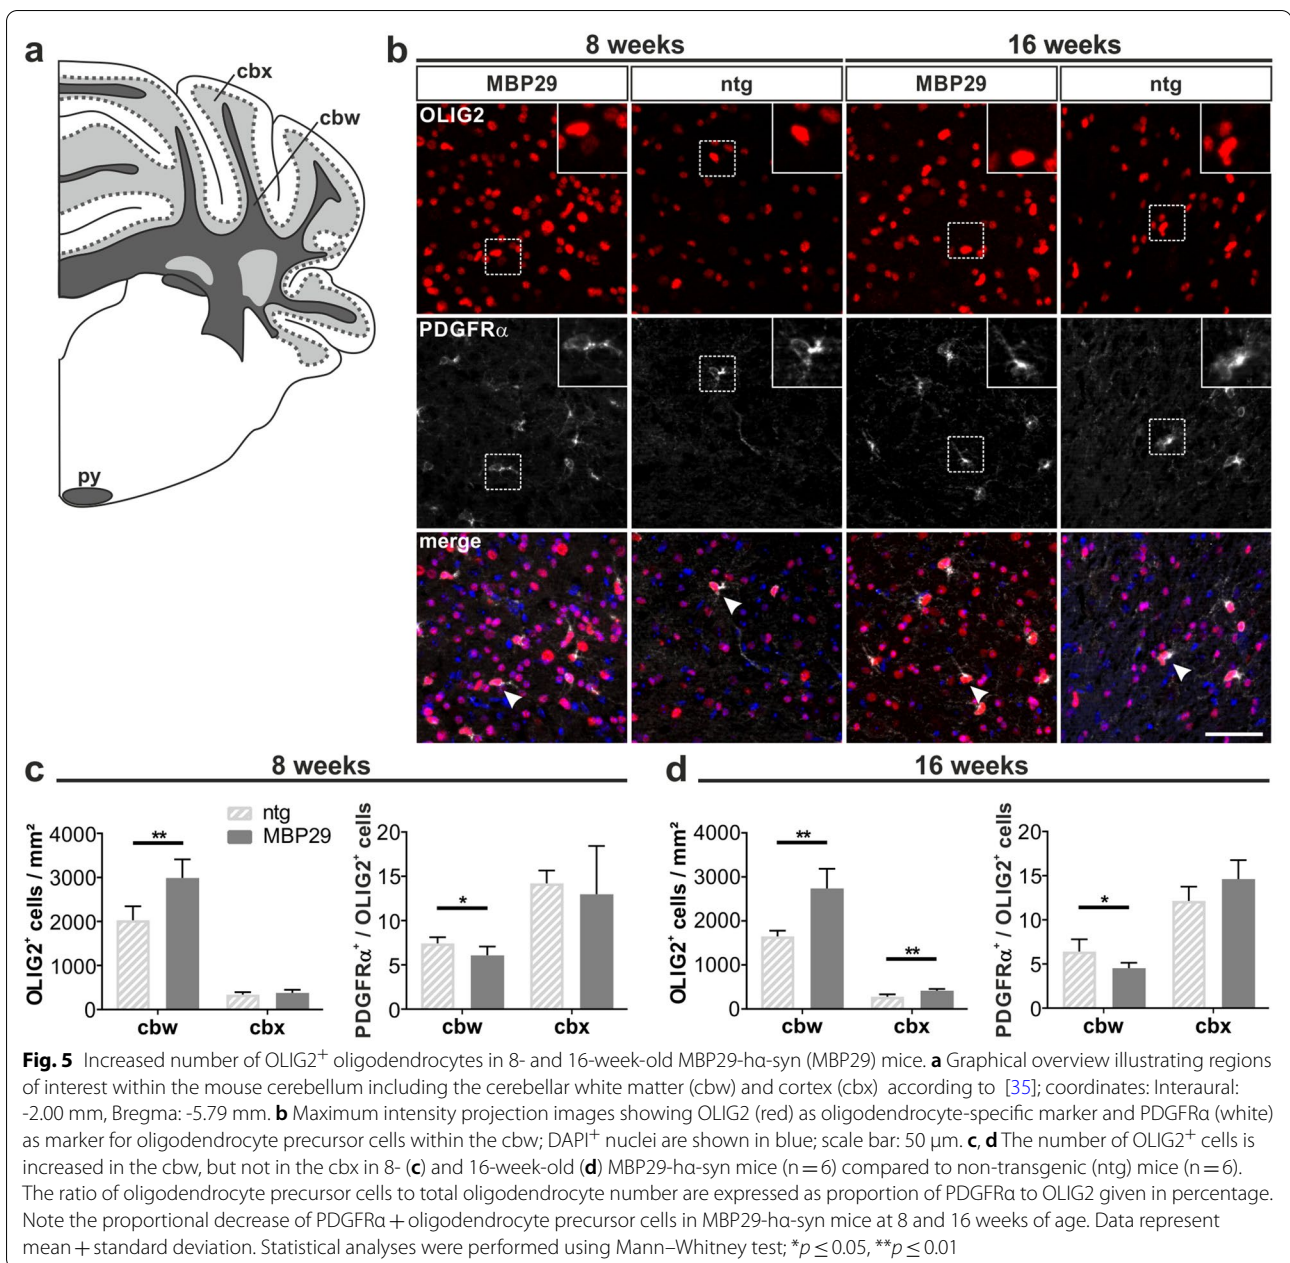 a
cbx
cbw
py
b
8 weeks
16 weeks
MBP29
ntg
MBP29
ntg
OLIG2
PDGFRα
merge
c
8 weeks
ntg
MBP29
OLIG2⁺ cells / mm²
4000
3000
2000
1000
0
**
cbw
cbx
PDGFRα⁺ / OLIG2⁺ cells
20
15
10
5
0
*
cbw
cbx
d
16 weeks
OLIG2⁺ cells / mm²
4000
3000
2000
1000
0
**
**
cbw
cbx
PDGFRα⁺ / OLIG2⁺ cells
20
15
10
5
0
*
cbw
cbx
Fig. 5 Increased number of OLIG2⁺ oligodendrocytes in 8- and 16-week-old MBP29-hα-syn (MBP29) mice. a Graphical overview illustrating regions
of interest within the mouse cerebellum including the cerebellar white matter (cbw) and cortex (cbx) according to [35]; coordinates: Interaural:
-2.00 mm, Bregma: -5.79 mm. b Maximum intensity projection images showing OLIG2 (red) as oligodendrocyte-specific marker and PDGFRα (white)
as marker for oligodendrocyte precursor cells within the cbw; DAPI⁺ nuclei are shown in blue; scale bar: 50 µm. c, d The number of OLIG2⁺ cells is
increased in the cbw, but not in the cbx in 8- (c) and 16-week-old (d) MBP29-hα-syn mice (n = 6) compared to non-transgenic (ntg) mice (n = 6).
The ratio of oligodendrocyte precursor cells to total oligodendrocyte number are expressed as proportion of PDGFRα to OLIG2 given in percentage.
Note the proportional decrease of PDGFRα + oligodendrocyte precursor cells in MBP29-hα-syn mice at 8 and 16 weeks of age. Data represent
mean + standard deviation. Statistical analyses were performed using Mann–Whitney test; *p ≤ 0.05, **p ≤ 0.01